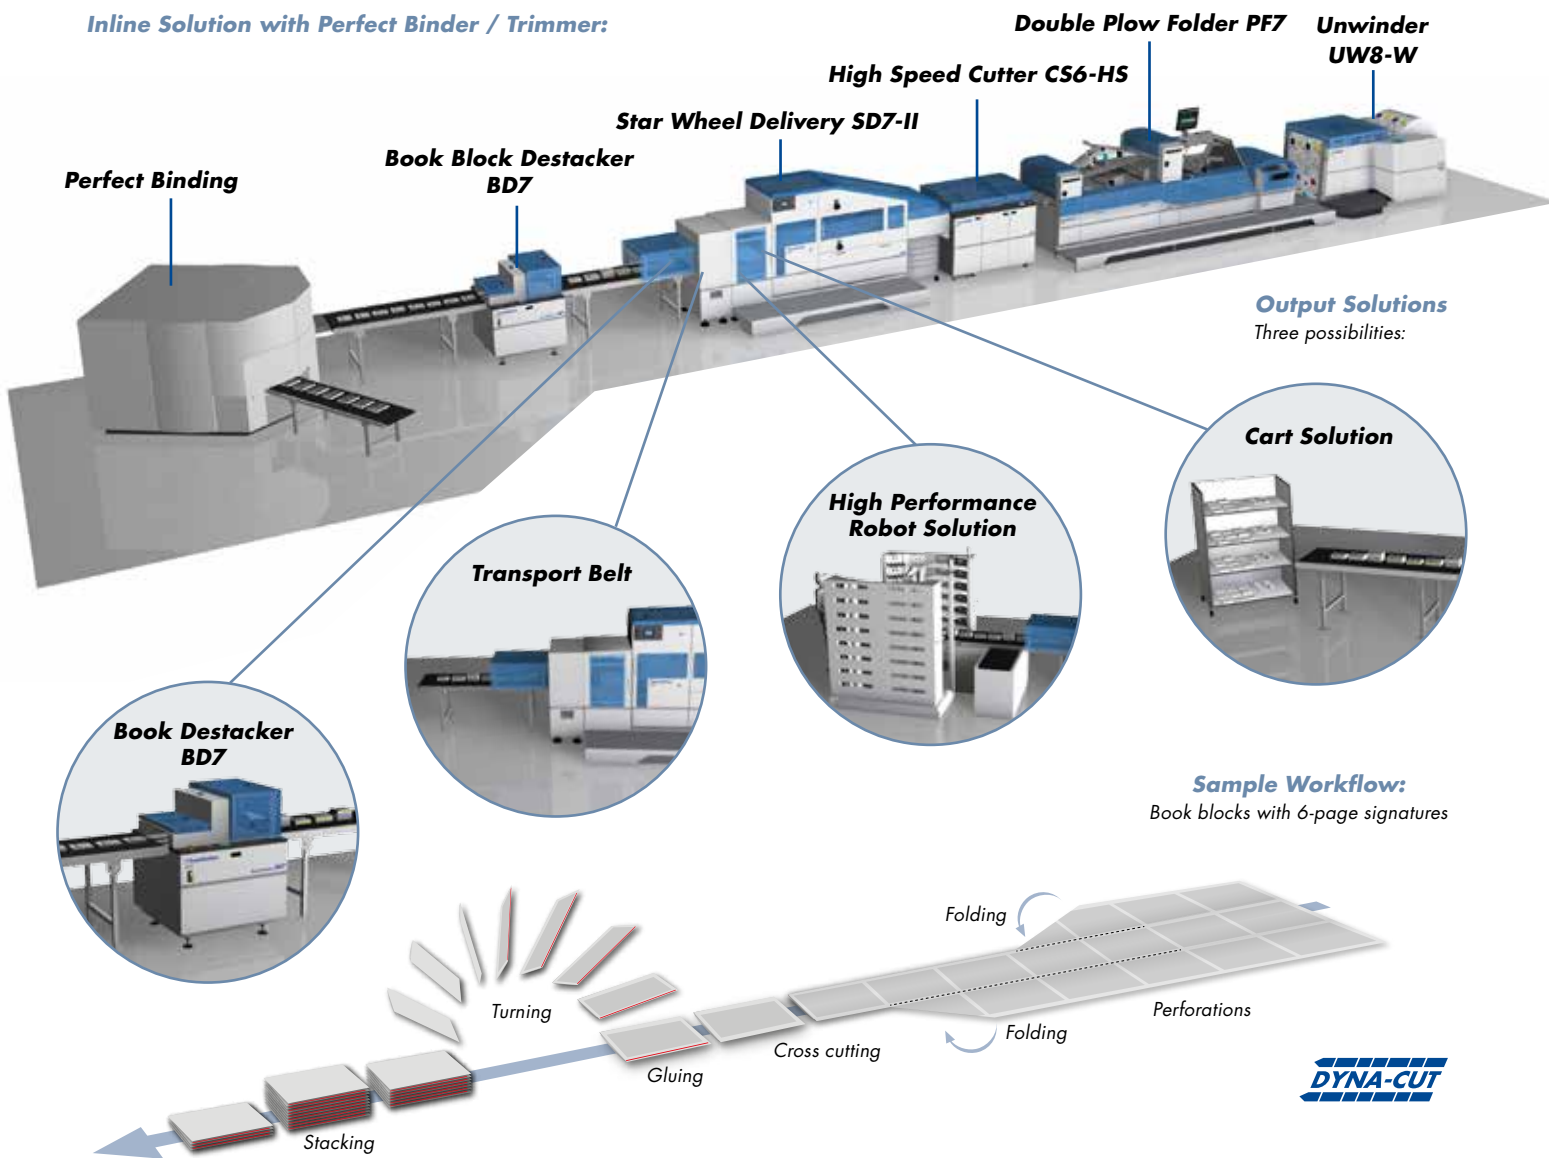 Inline Solution with Perfect Binder / Trimmer:
Double Plow Folder PF7
Unwinder
UW8-W
High Speed Cutter CS6-HS
Star Wheel Delivery SD7-II
Book Block Destacker
BD7
Perfect Binding
Output Solutions
Three possibilities:
Cart Solution
High Performance
Robot Solution
Transport Belt
Book Destacker
BD7
Sample Workflow:
Book blocks with 6-page signatures
Folding
Perforations
Folding
Turning
Cross cutting
Gluing
Stacking
DYNA-CUT